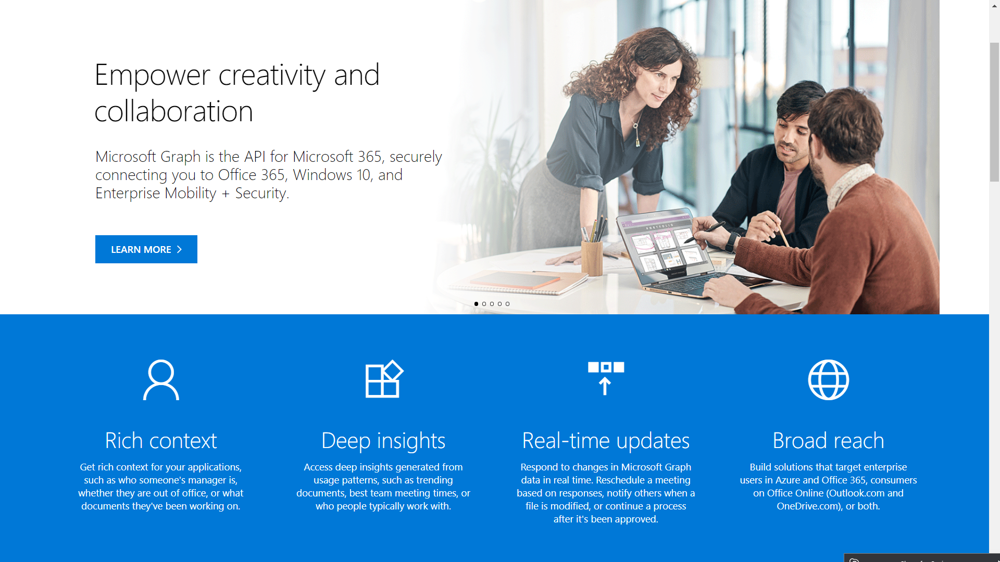 Empower creativity and
collaboration
Microsoft Graph is the API for Microsoft 365, securely
connecting you to Office 365, Windows 10, and
Enterprise Mobility + Security.
LEARN MORE
PORTFOLIO
Rich context
Get rich context for your applications,
such as who someone's manager is,
whether they are out of office, or what
documents they've been working on.
Deep insights
Access deep insights generated from
usage patterns, such as trending
documents, best team meeting times, or
who people typically work with.
Real-time updates
Respond to changes in Microsoft Graph
data in real time. Reschedule a meeting
based on responses, notify others when a
file is modified, or continue a process
after it's been approved.
Broad reach
Build solutions that target enterprise
users in Azure and Office 365, consumers
on Office Online (Outlook.com and
OneDrive.com), or both.